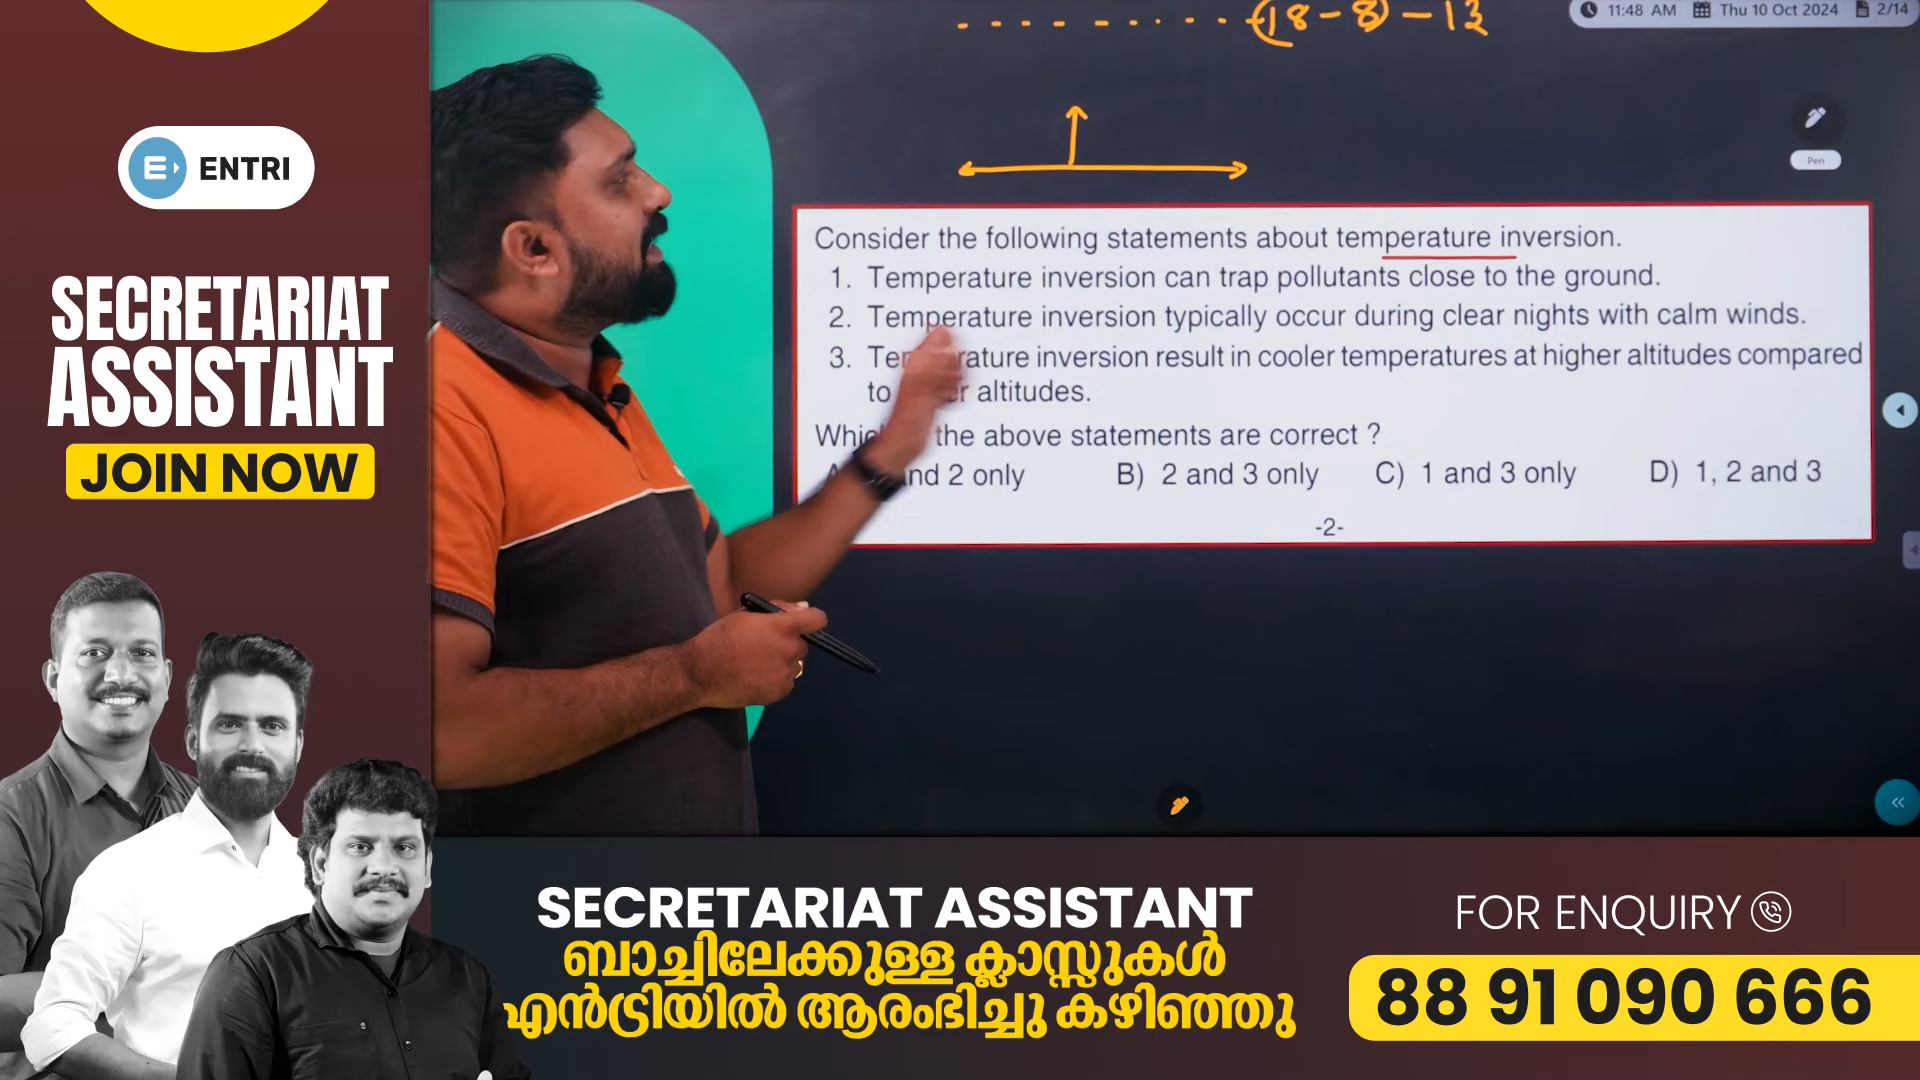 (18-8)-13
11:48 AM Thu 10 Oct 2024 2/14
Pen
ENTRI
SECRETARIAT
ASSISTANT
JOIN NOW
Consider the following statements about temperature inversion.
1. Temperature inversion can trap pollutants close to the ground.
2. Temperature inversion typically occur during clear nights with calm winds.
3. inversion result in cooler temperatures at higher altitudes compared
to altitudes.
the above statements are correct ?
2 only B) 2 and 3 only C) 1 and 3 only D) 1, 2 and 3
-2-
SECRETARIAT ASSISTANT
ബാച്ചിലേക്കുള്ള ക്ലാസ്സുകൾ
എൻട്രിയിൽ ആരംഭിച്ചു കഴിഞ്ഞു
FOR ENQUIRY
88 91 090 666